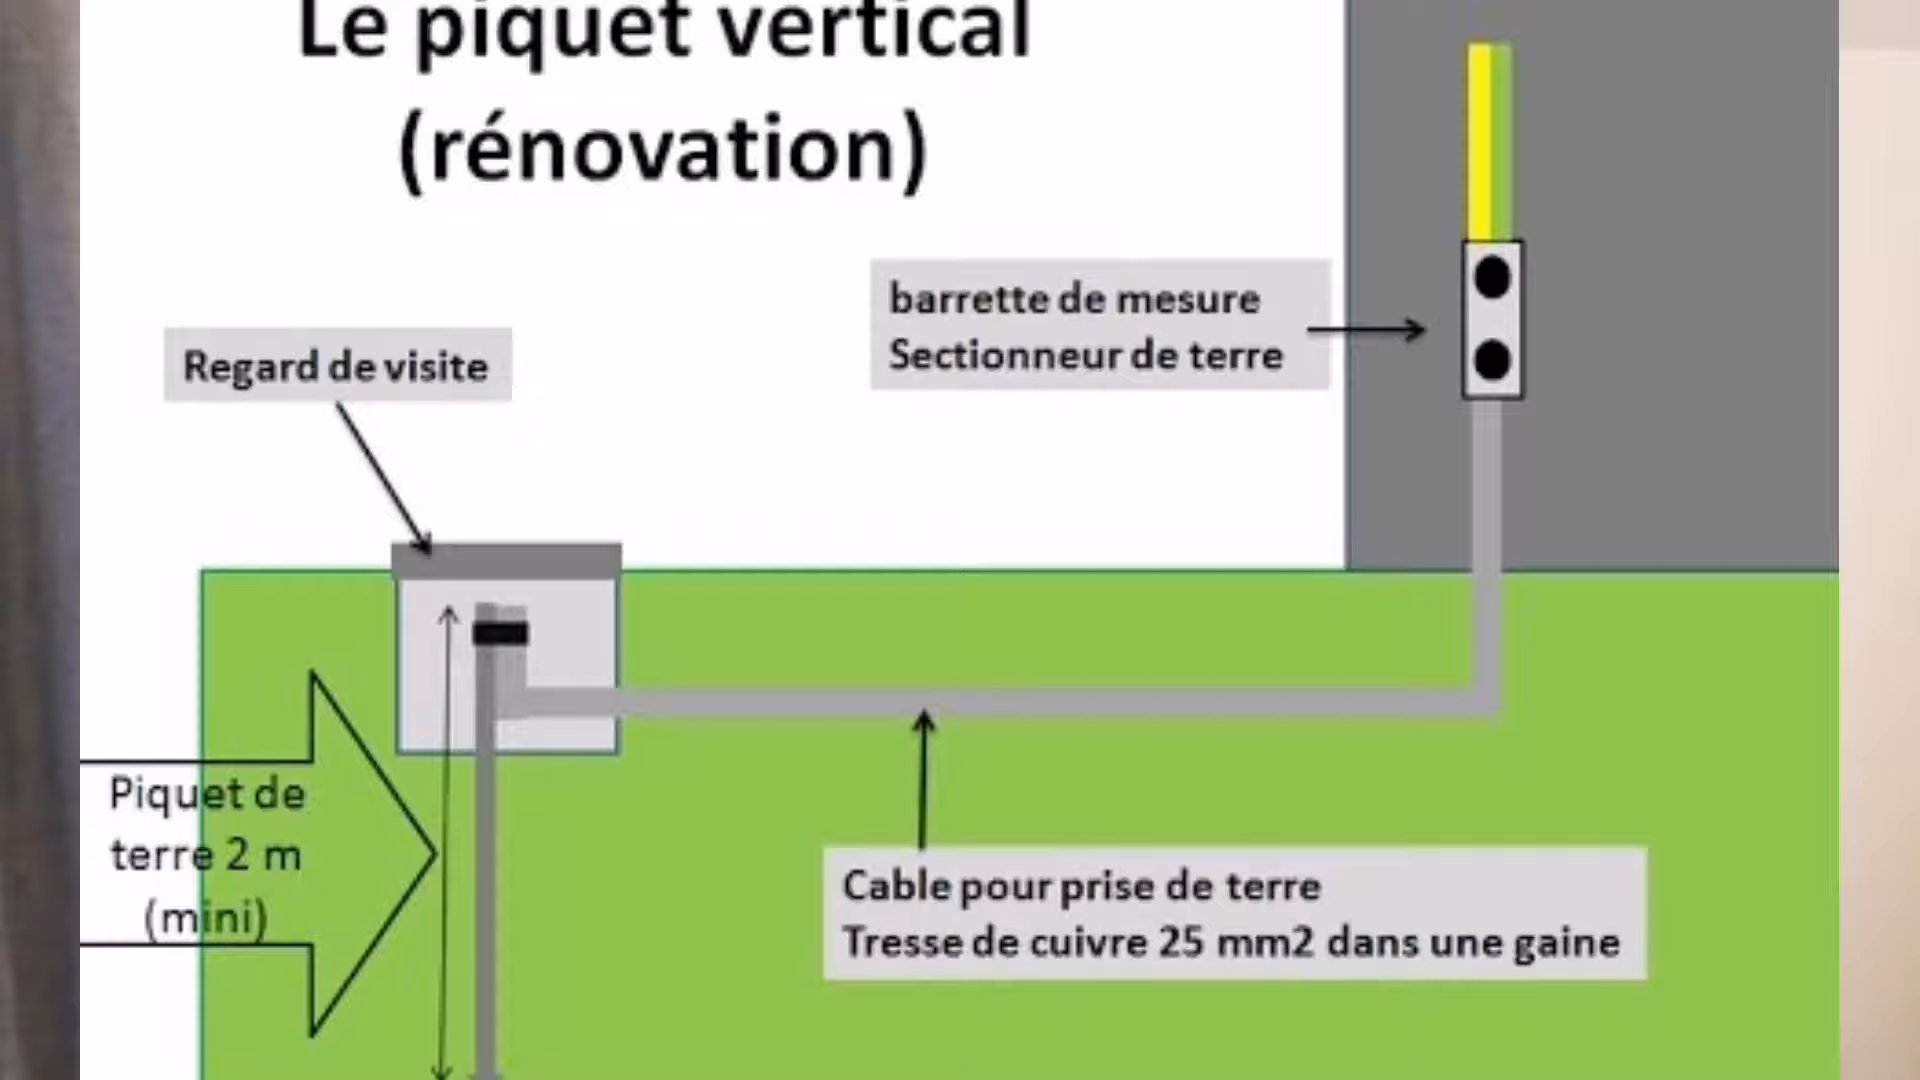 Le piquet vertical
(rénovation)
barrette de mesure
Sectionneur de terre
Regard de visite
Piquet de
terre 2 m
(mini)
Cable pour prise de terre
Tresse de cuivre 25 mm2 dans une gaine